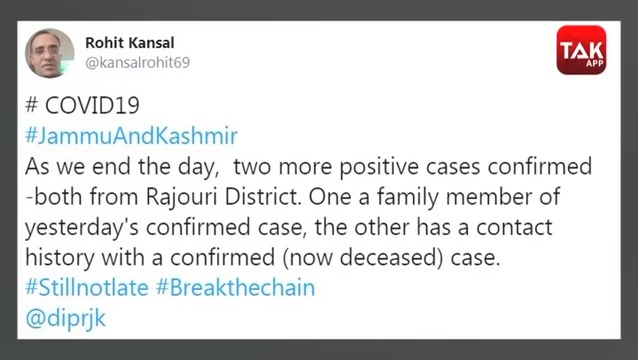 Rohit Kansal
@kansalrohit69
TAK
APP
# COVID19
#JammuAndKashmir
As we end the day, two more positive cases confirmed
-both from Rajouri District. One a family member of
yesterday's confirmed case, the other has a contact
history with a confirmed (now deceased) case.
#Stillnotlate #Breakthechain
@diprjk